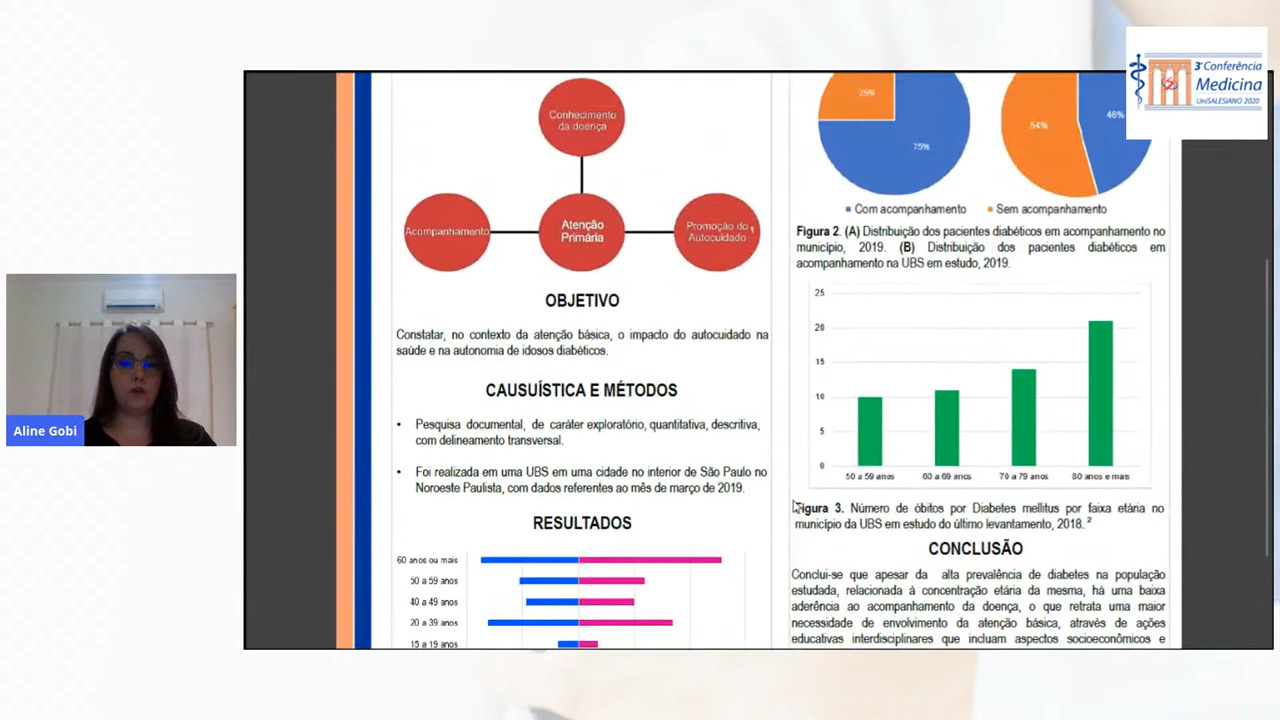 3ª Conferência
Medicina
UniSALESIANO 2020
Aline Gobi
Conhecimento
da doença
Acompanhamento
Atenção
Primária
Promoção do 1
Autocuidado
OBJETIVO
Constatar, no contexto da atenção básica, o impacto do autocuidado na
saúde e na autonomia de idosos diabéticos.
CAUSUÍSTICA E MÉTODOS
• Pesquisa documental, de caráter exploratório, quantitativa, descritiva,
com delineamento transversal.
• Foi realizada em uma UBS em uma cidade no interior de São Paulo no
Noroeste Paulista, com dados referentes ao mês de março de 2019.
RESULTADOS
60 anos ou mais
50 a 59 anos
40 a 49 anos
20 a 39 anos
15 a 19 anos
25%
75%
54%
46%
Com acompanhamento
Sem acompanhamento
Figura 2. (A) Distribuição dos pacientes diabéticos em acompanhamento no
município, 2019. (B) Distribuição dos pacientes diabéticos em
acompanhamento na UBS em estudo, 2019.
25
20
15
10
5
0
50 a 59 anos
60 a 69 anos
70 a 79 anos
80 anos e mais
Figura 3. Número de óbitos por Diabetes mellitus por faixa etária no
município da UBS em estudo do último levantamento, 2018. 2
CONCLUSÃO
Conclui-se que apesar da alta prevalência de diabetes na população
estudada, relacionada á concentração etária da mesma, há uma baixa
aderência ao acompanhamento da doença, o que retrata uma maior
necessidade de envolvimento da atenção básica, através de ações
educativas interdisciplinares que incluam aspectos socioeconômicos e